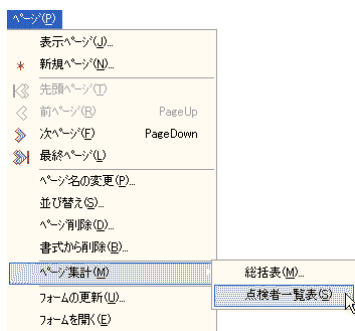 ページ(P)
表示ページ(J)...
新規ページ(N)...
先頭ページ(T)
前ページ(R) PageUp
次ページ(F) PageDown
最終ページ(L)
ページ名の変更(P)...
並び替え(S)...
ページ削除(D)...
書式から削除(B)...
ページ集計(M)
総括表(M)...
点検者一覧表(S)
フォームの更新(U)...
フォームを開く(E)